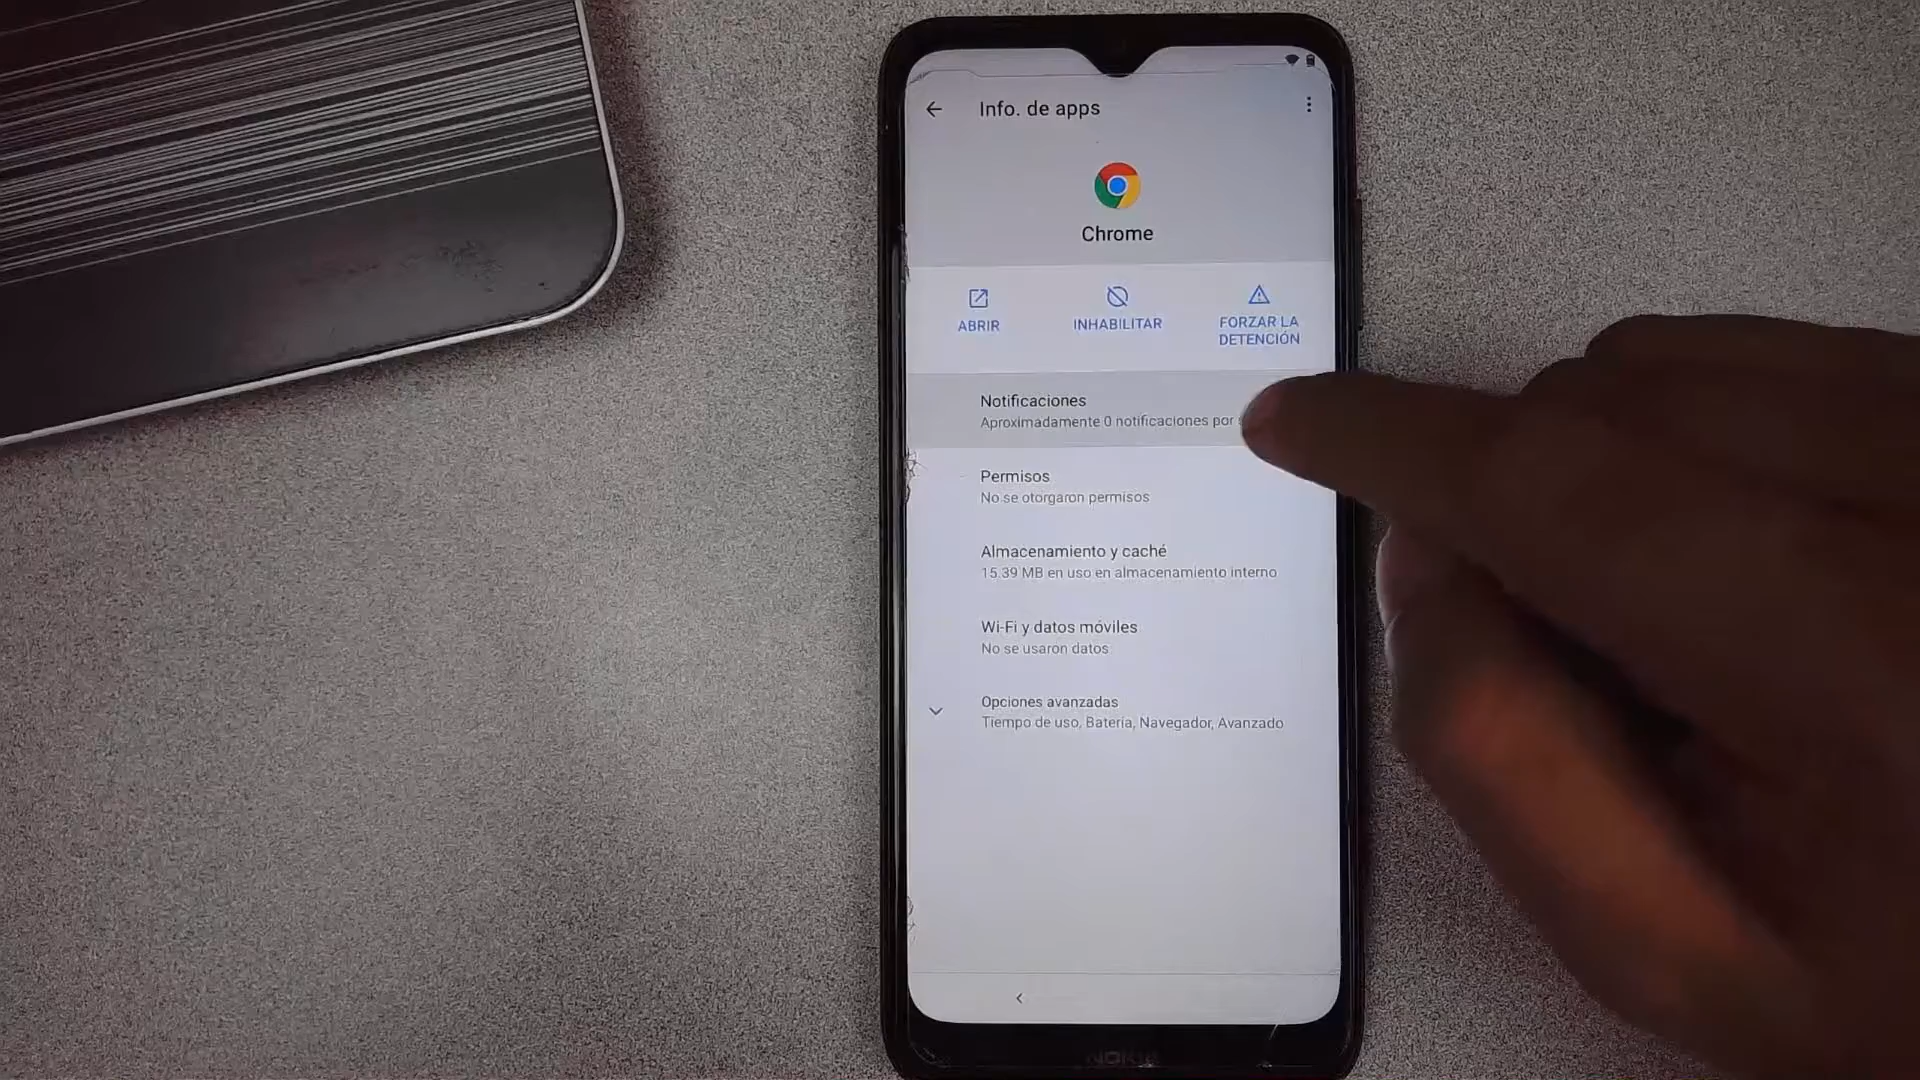 Info. de apps
Chrome
ABRIR
INHABILITAR
FORZAR LA
DETENCIÓN
Notificaciones
Aproximadamente 0 notificaciones por
Permisos
No se otorgaron permisos
Almacenamiento y caché
15.39 MB en uso en almacenamiento interno
Wi-Fi y datos móviles
No se usaron datos
Opciones avanzadas
Tiempo de uso, Batería, Navegador, Avanzado
NOKIA